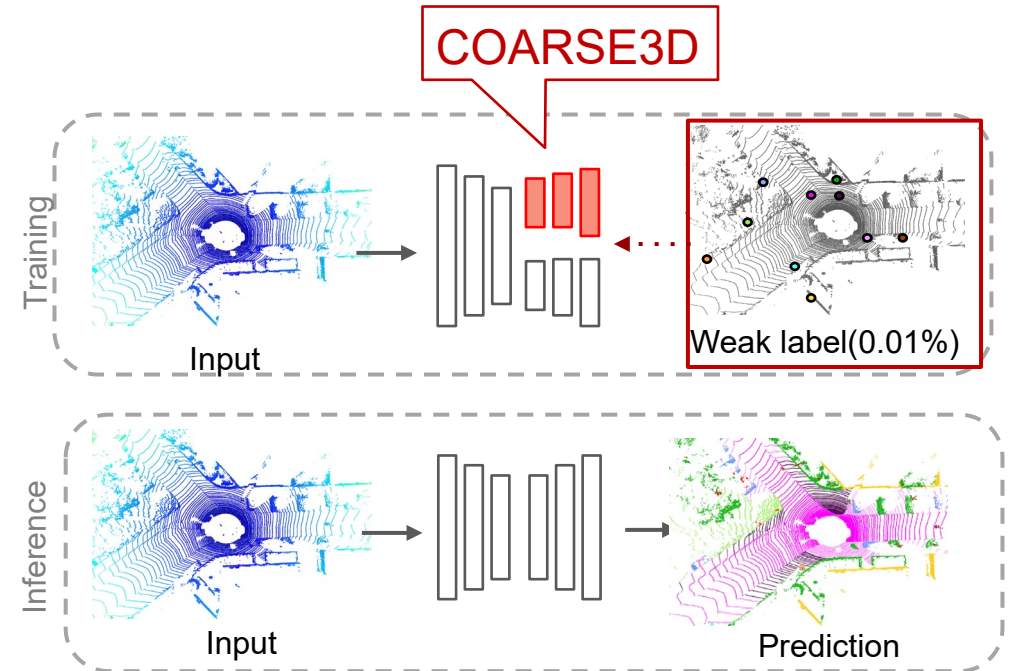 COARSE3D
Training
Input
Weak label(0.01%)
Inference
Input
Prediction